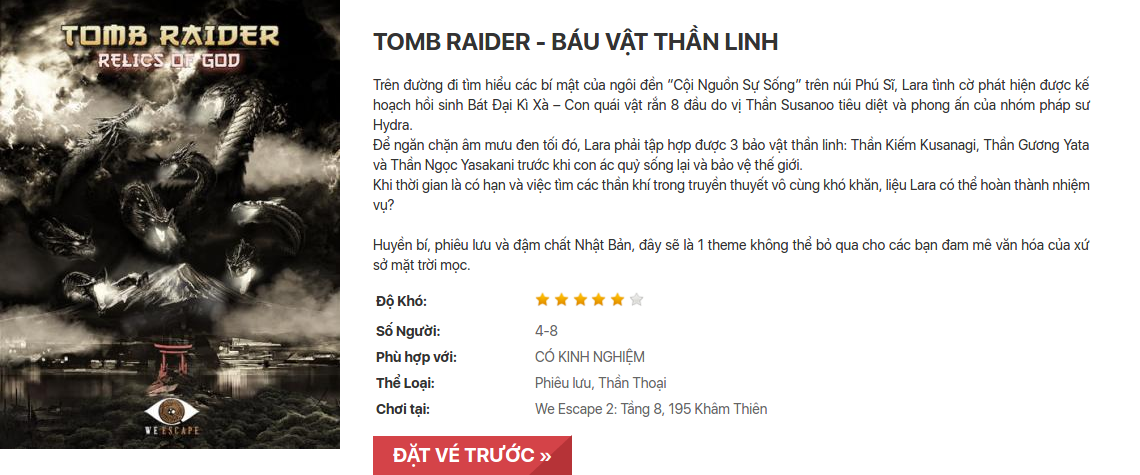 TOMB RAIDER
RELICS OF GOD
WE ESCAPE
TOMB RAIDER - BÁU VẬT THẦN LINH
Trên đường đi tìm hiểu các bí mật của ngôi đền “Cội Nguồn Sự Sống” trên núi Phú Sĩ, Lara tình cờ phát hiện được kế
hoạch hồi sinh Bát Đại Kì Xà – Con quái vật rắn 8 đầu do vị Thần Susanoo tiêu diệt và phong ấn của nhóm pháp sư
Hydra.
Để ngăn chặn âm mưu đen tối đó, Lara phải tập hợp được 3 bảo vật thần linh: Thần Kiếm Kusanagi, Thần Gương Yata
và Thần Ngọc Yasakani trước khi con ác quỷ sống lại và bảo vệ thế giới.
Khi thời gian là có hạn và việc tìm các thần khí trong truyền thuyết vô cùng khó khăn, liệu Lara có thể hoàn thành nhiệm
vụ?
Huyền bí, phiêu lưu và đậm chất Nhật Bản, đây sẽ là 1 theme không thể bỏ qua cho các bạn đam mê văn hóa của xứ
sở mặt trời mọc.
Độ Khó:
Số Người: 4-8
Phù hợp với: CÓ KINH NGHIỆM
Thể Loại: Phiêu lưu, Thần Thoại
Chơi tại: We Escape 2: Tầng 8, 195 Khâm Thiên
ĐẶT VÉ TRƯỚC »